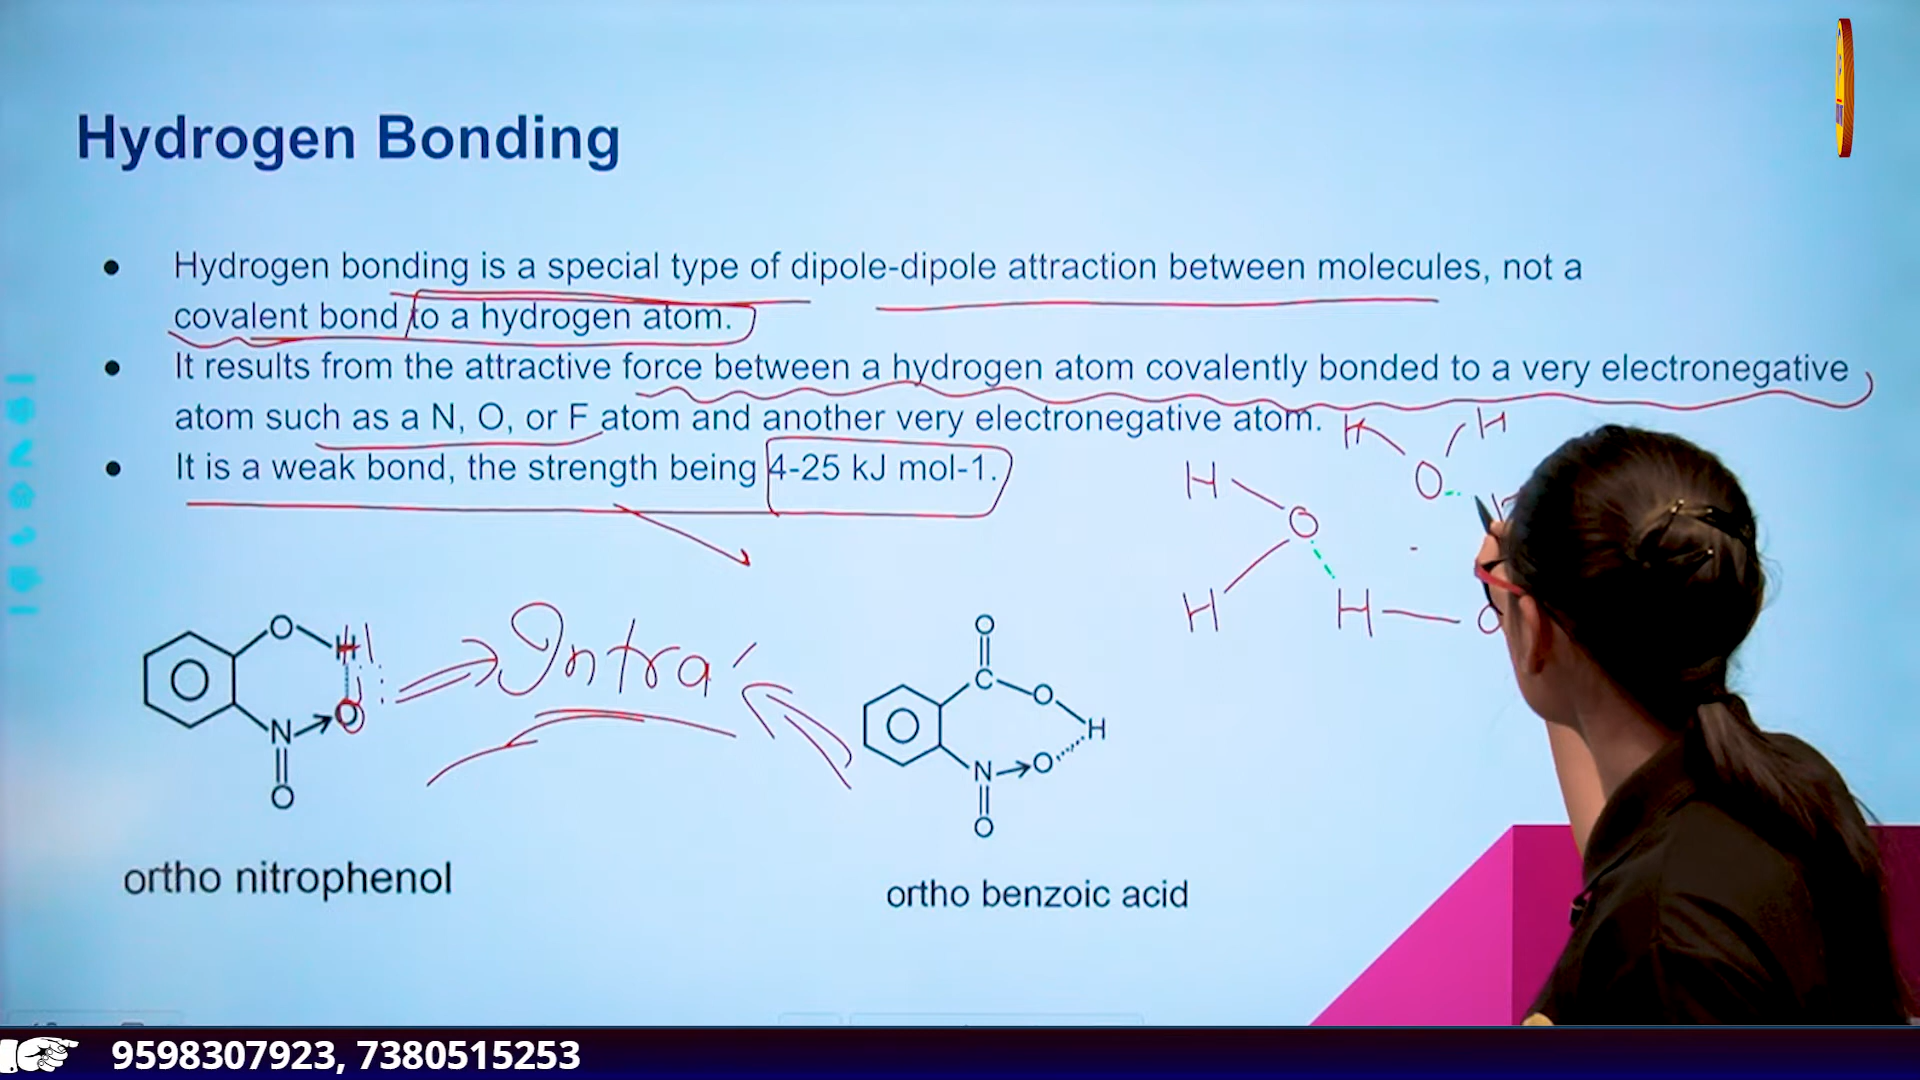 Hydrogen Bonding
● Hydrogen bonding is a special type of dipole-dipole attraction between molecules, not a
covalent bond to a hydrogen atom.
● It results from the attractive force between a hydrogen atom covalently bonded to a very electronegative
atom such as a N, O, or F atom and another very electronegative atom.
● It is a weak bond, the strength being 4-25 kJ mol-1.
H H
H O
O
H H O
O H
O
N
O
Intra
O
C
O
H
N O
O
ortho nitrophenol
ortho benzoic acid
9598307923, 7380515253